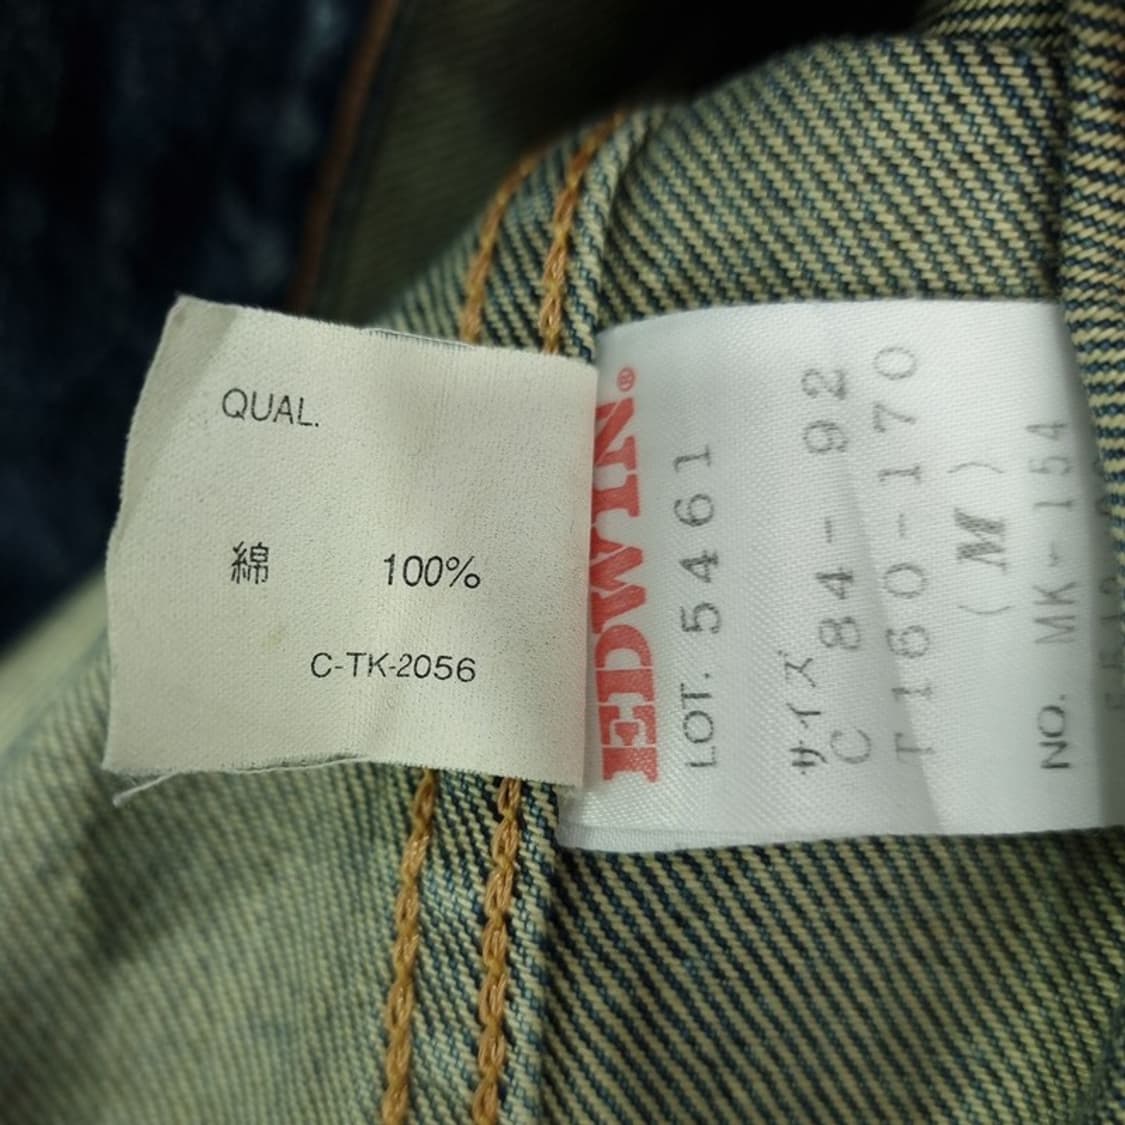 QUAL.
綿 100%
C-TK-2056
EDWIN®
LOT. 5461
サイズ
C 84-92
T 160-170
(M)
NO. MK-154